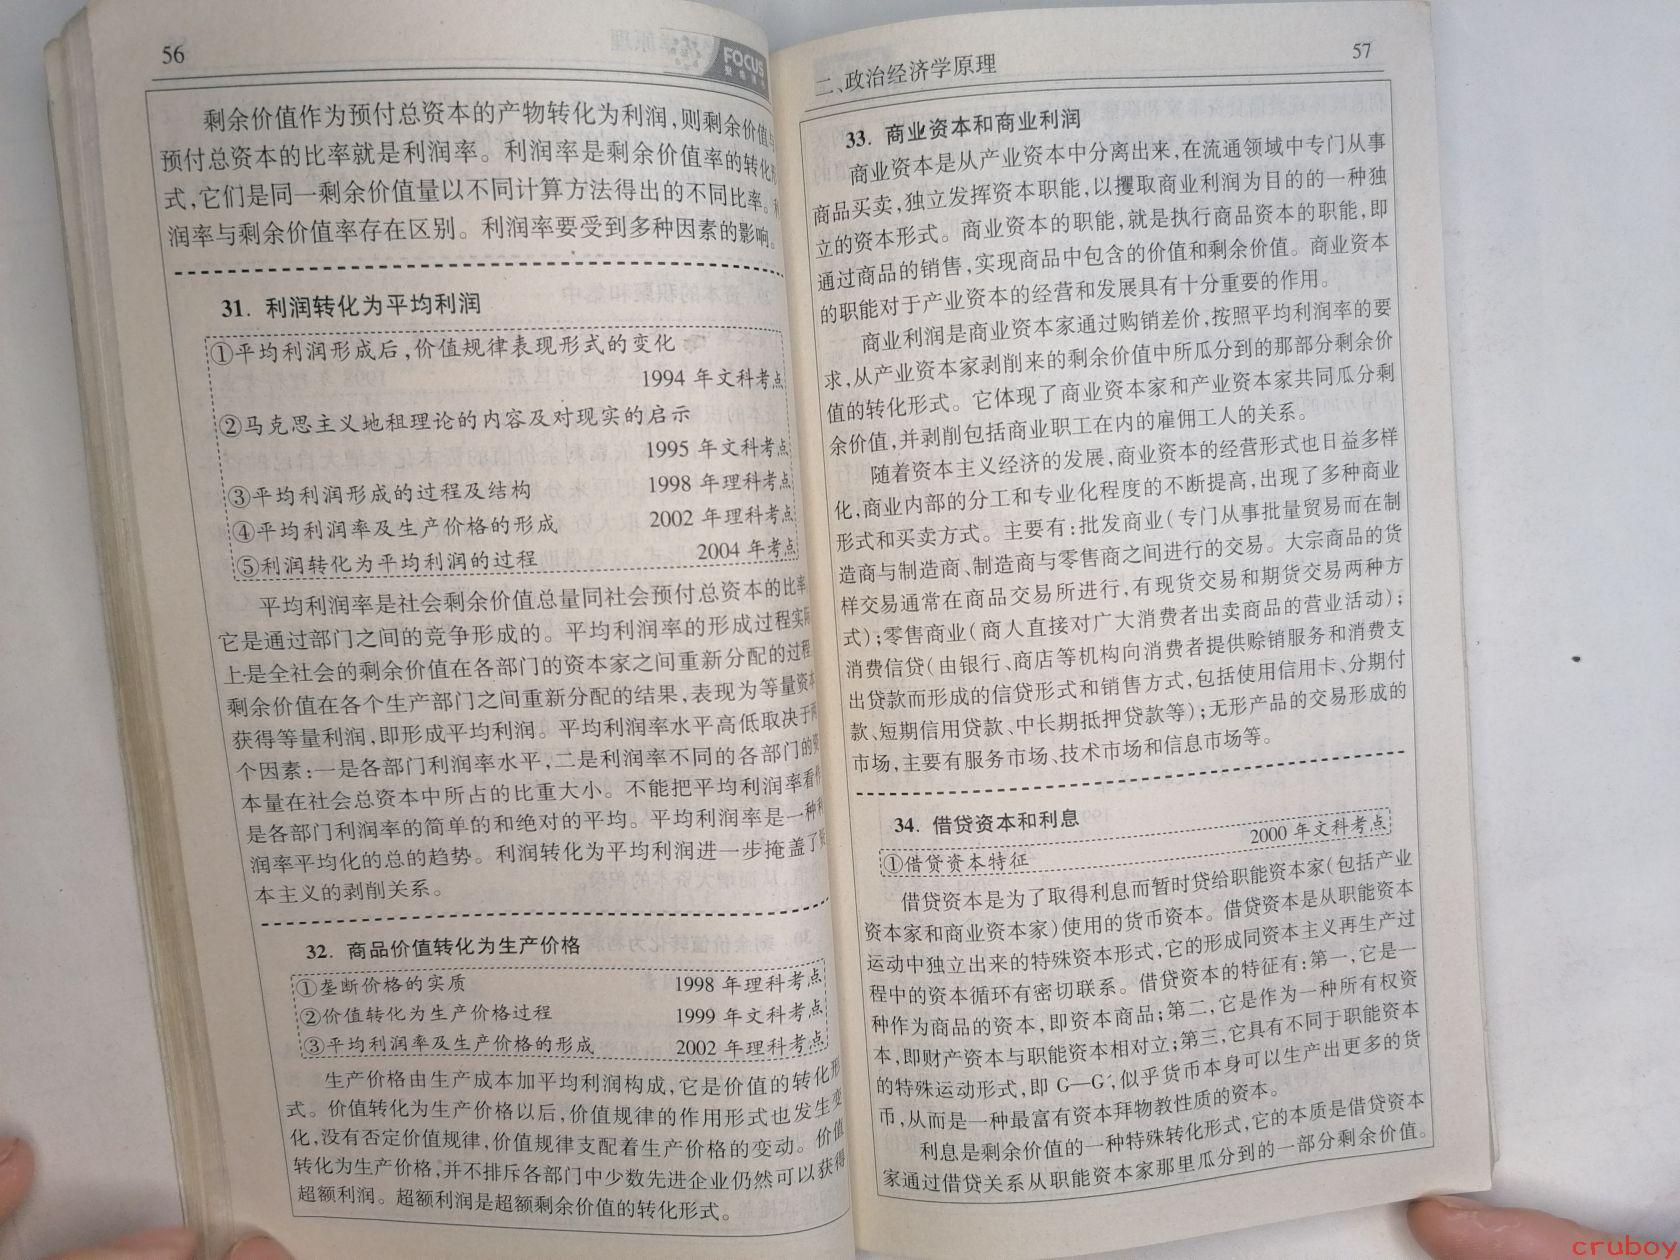 56
FOCUS
剩余价值作为预付总资本的产物转化为利润,则剩余价值与
预付总资本的比率就是利润率。利润率是剩余价值率的转化形
式,它们是同一剩余价值量以不同计算方法得出的不同比率。利
润率与剩余价值率存在区别。利润率要受到多种因素的影响。
31. 利润转化为平均利润
①平均利润形成后,价值规律表现形式的变化
1994 年文科考点
②马克思主义地租理论的内容及对现实的启示
1995 年文科考点
③平均利润形成的过程及结构 1998 年理科考点
④平均利润率及生产价格的形成 2002 年理科考点
⑤利润转化为平均利润的过程 2004 年考点
平均利润率是社会剩余价值总量同社会预付总资本的比率
它是通过部门之间的竞争形成的。平均利润率的形成过程实际
上是全社会的剩余价值在各部门的资本家之间重新分配的过程
剩余价值在各个生产部门之间重新分配的结果,表现为等量资本
获得等量利润,即形成平均利润。平均利润率水平高低取决于两
个因素:一是各部门利润率水平,二是利润率不同的各部门的资
本量在社会总资本中所占的比重大小。不能把平均利润率看作
是各部门利润率的简单的和绝对的平均。平均利润率是一种利
润率平均化的总的趋势。利润转化为平均利润进一步掩盖了资
本主义的剥削关系。
32. 商品价值转化为生产价格
①垄断价格的实质 1998 年理科考点
②价值转化为生产价格过程 1999 年文科考点
③平均利润率及生产价格的形成 2002 年理科考点
生产价格由生产成本加平均利润构成,它是价值的转化形
式。价值转化为生产价格以后,价值规律的作用形式也发生变
化,没有否定价值规律,价值规律支配着生产价格的变动。价值
转化为生产价格,并不排斥各部门中少数先进企业仍然可以获得
超额利润。超额利润是超额剩余价值的转化形式。
二、政治经济学原理
57
33. 商业资本和商业利润
商业资本是从产业资本中分离出来,在流通领域中专门从事
商品买卖,独立发挥资本职能,以攫取商业利润为目的的一种独
立的资本形式。商业资本的职能,就是执行商品资本的职能,即
通过商品的销售,实现商品中包含的价值和剩余价值。商业资本
的职能对于产业资本的经营和发展具有十分重要的作用。
商业利润是商业资本家通过购销差价,按照平均利润率的要
求,从产业资本家剥削来的剩余价值中所瓜分到的那部分剩余价
值的转化形式。它体现了商业资本家和产业资本家共同瓜分剩
余价值,并剥削包括商业职工在内的雇佣工人的关系。
随着资本主义经济的发展,商业资本的经营形式也日益多样
化,商业内部的分工和专业化程度的不断提高,出现了多种商业
形式和买卖方式。主要有:批发商业(专门从事批量贸易而在制
造商与制造商、制造商与零售商之间进行的交易。大宗商品的货
样交易通常在商品交易所进行,有现货交易和期货交易两种方
式);零售商业(商人直接对广大消费者出卖商品的营业活动);
消费信贷(由银行、商店等机构向消费者提供赊销服务和消费支
出贷款而形成的信贷形式和销售方式,包括使用信用卡、分期付
款、短期信用贷款、中长期抵押贷款等);无形产品的交易形成的
市场,主要有服务市场、技术市场和信息市场等。
34. 借贷资本和利息
①借贷资本特征 2000 年文科考点
借贷资本是为了取得利息而暂时贷给职能资本家(包括产业
资本家和商业资本家)使用的货币资本。借贷资本是从职能资本
运动中独立出来的特殊资本形式,它的形成同资本主义再生产过
程中的资本循环有密切联系。借贷资本的特征有:第一,它是一
种作为商品的资本,即资本商品;第二,它是作为一种所有权资
本,即财产资本与职能资本相对立;第三,它具有不同于职能资本
的特殊运动形式,即 G—G′,似乎货币本身可以生产出更多的货
币,从而是一种最富有资本拜物教性质的资本。
利息是剩余价值的一种特殊转化形式,它的本质是借贷资本
家通过借贷关系从职能资本家那里瓜分到的一部分剩余价值。
cruboy